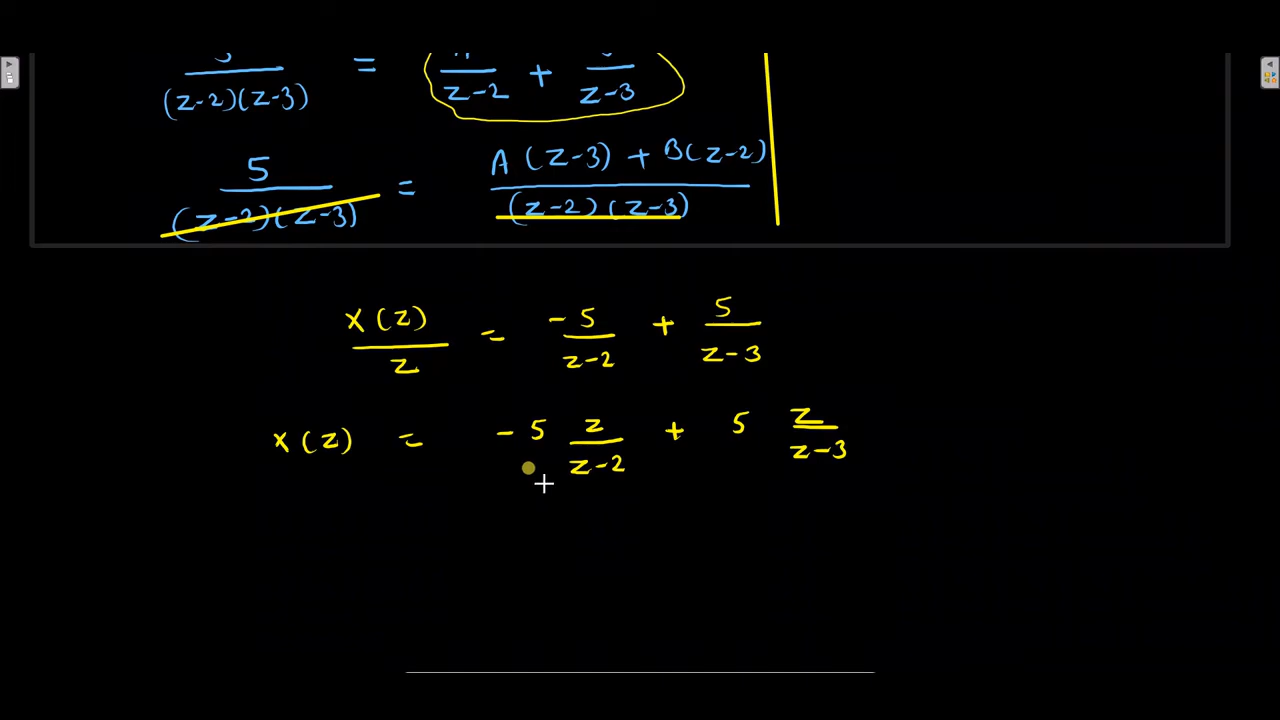 5/(z-2)(z-3) = A/z-2 + B/z-3
5/(z-2)(z-3) = A(z-3) + B(z-2)/(z-2)(z-3)
X(z)/z = -5/z-2 + 5/z-3
X(z) = -5 z/z-2 + 5 z/z-3